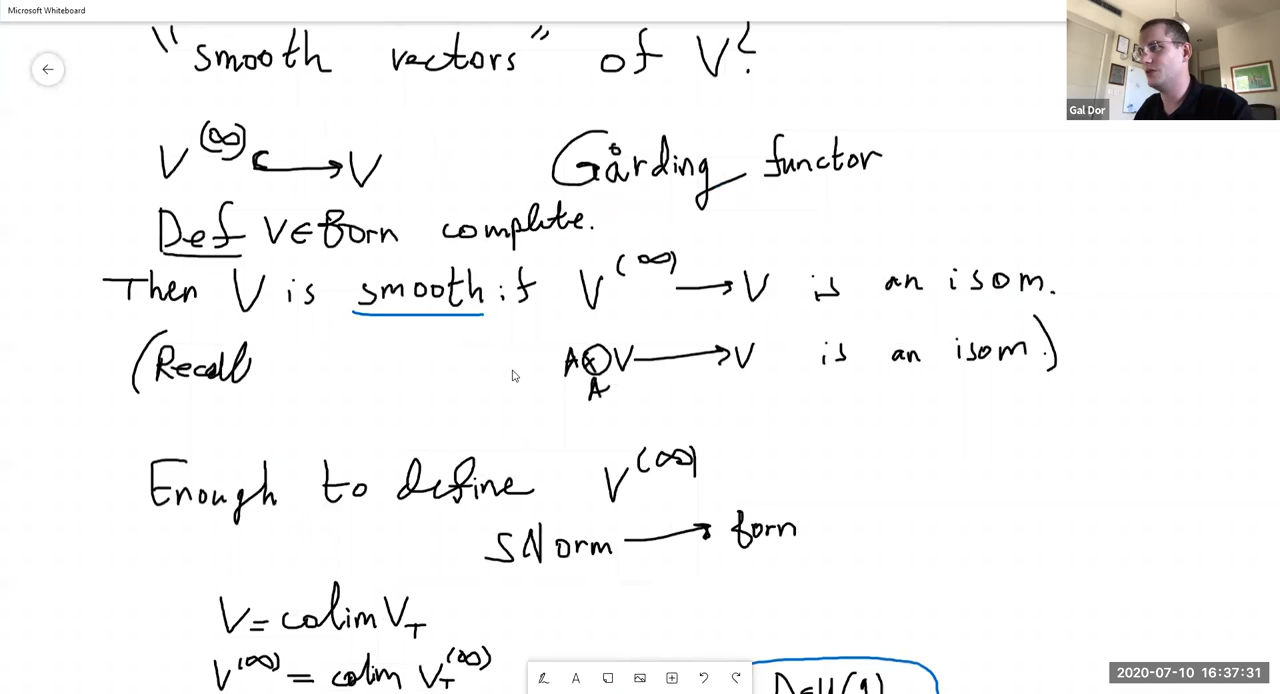 Microsoft Whiteboard
"smooth vectors" of V?
Gal Dor
V^(∞) ↪ V Gårding functor
Def V∈Born complete.
Then V is smooth if V^(∞) → V is an isom.
(Recall A⊗_A V → V is an isom.)
Enough to define V^(∞)
SNorm → Born
V = colim V_T
V^(∞) = colim V_T^(∞)
2020-07-10 16:37:31